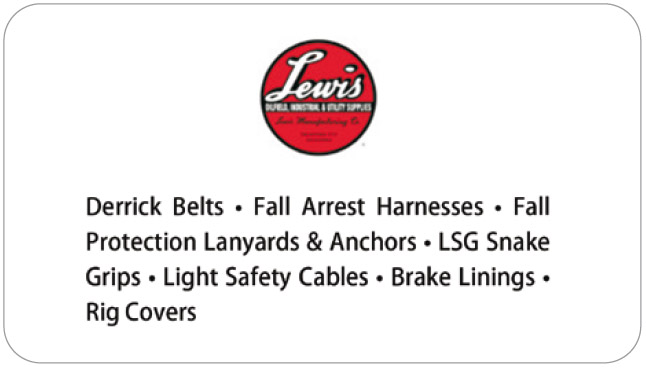 Lewis
OILFIELD, INDUSTRIAL & UTILITY SUPPLIES
Lewis Manufacturing Co.
Derrick Belts • Fall Arrest Harnesses • Fall
Protection Lanyards & Anchors • LSG Snake
Grips • Light Safety Cables • Brake Linings •
Rig Covers